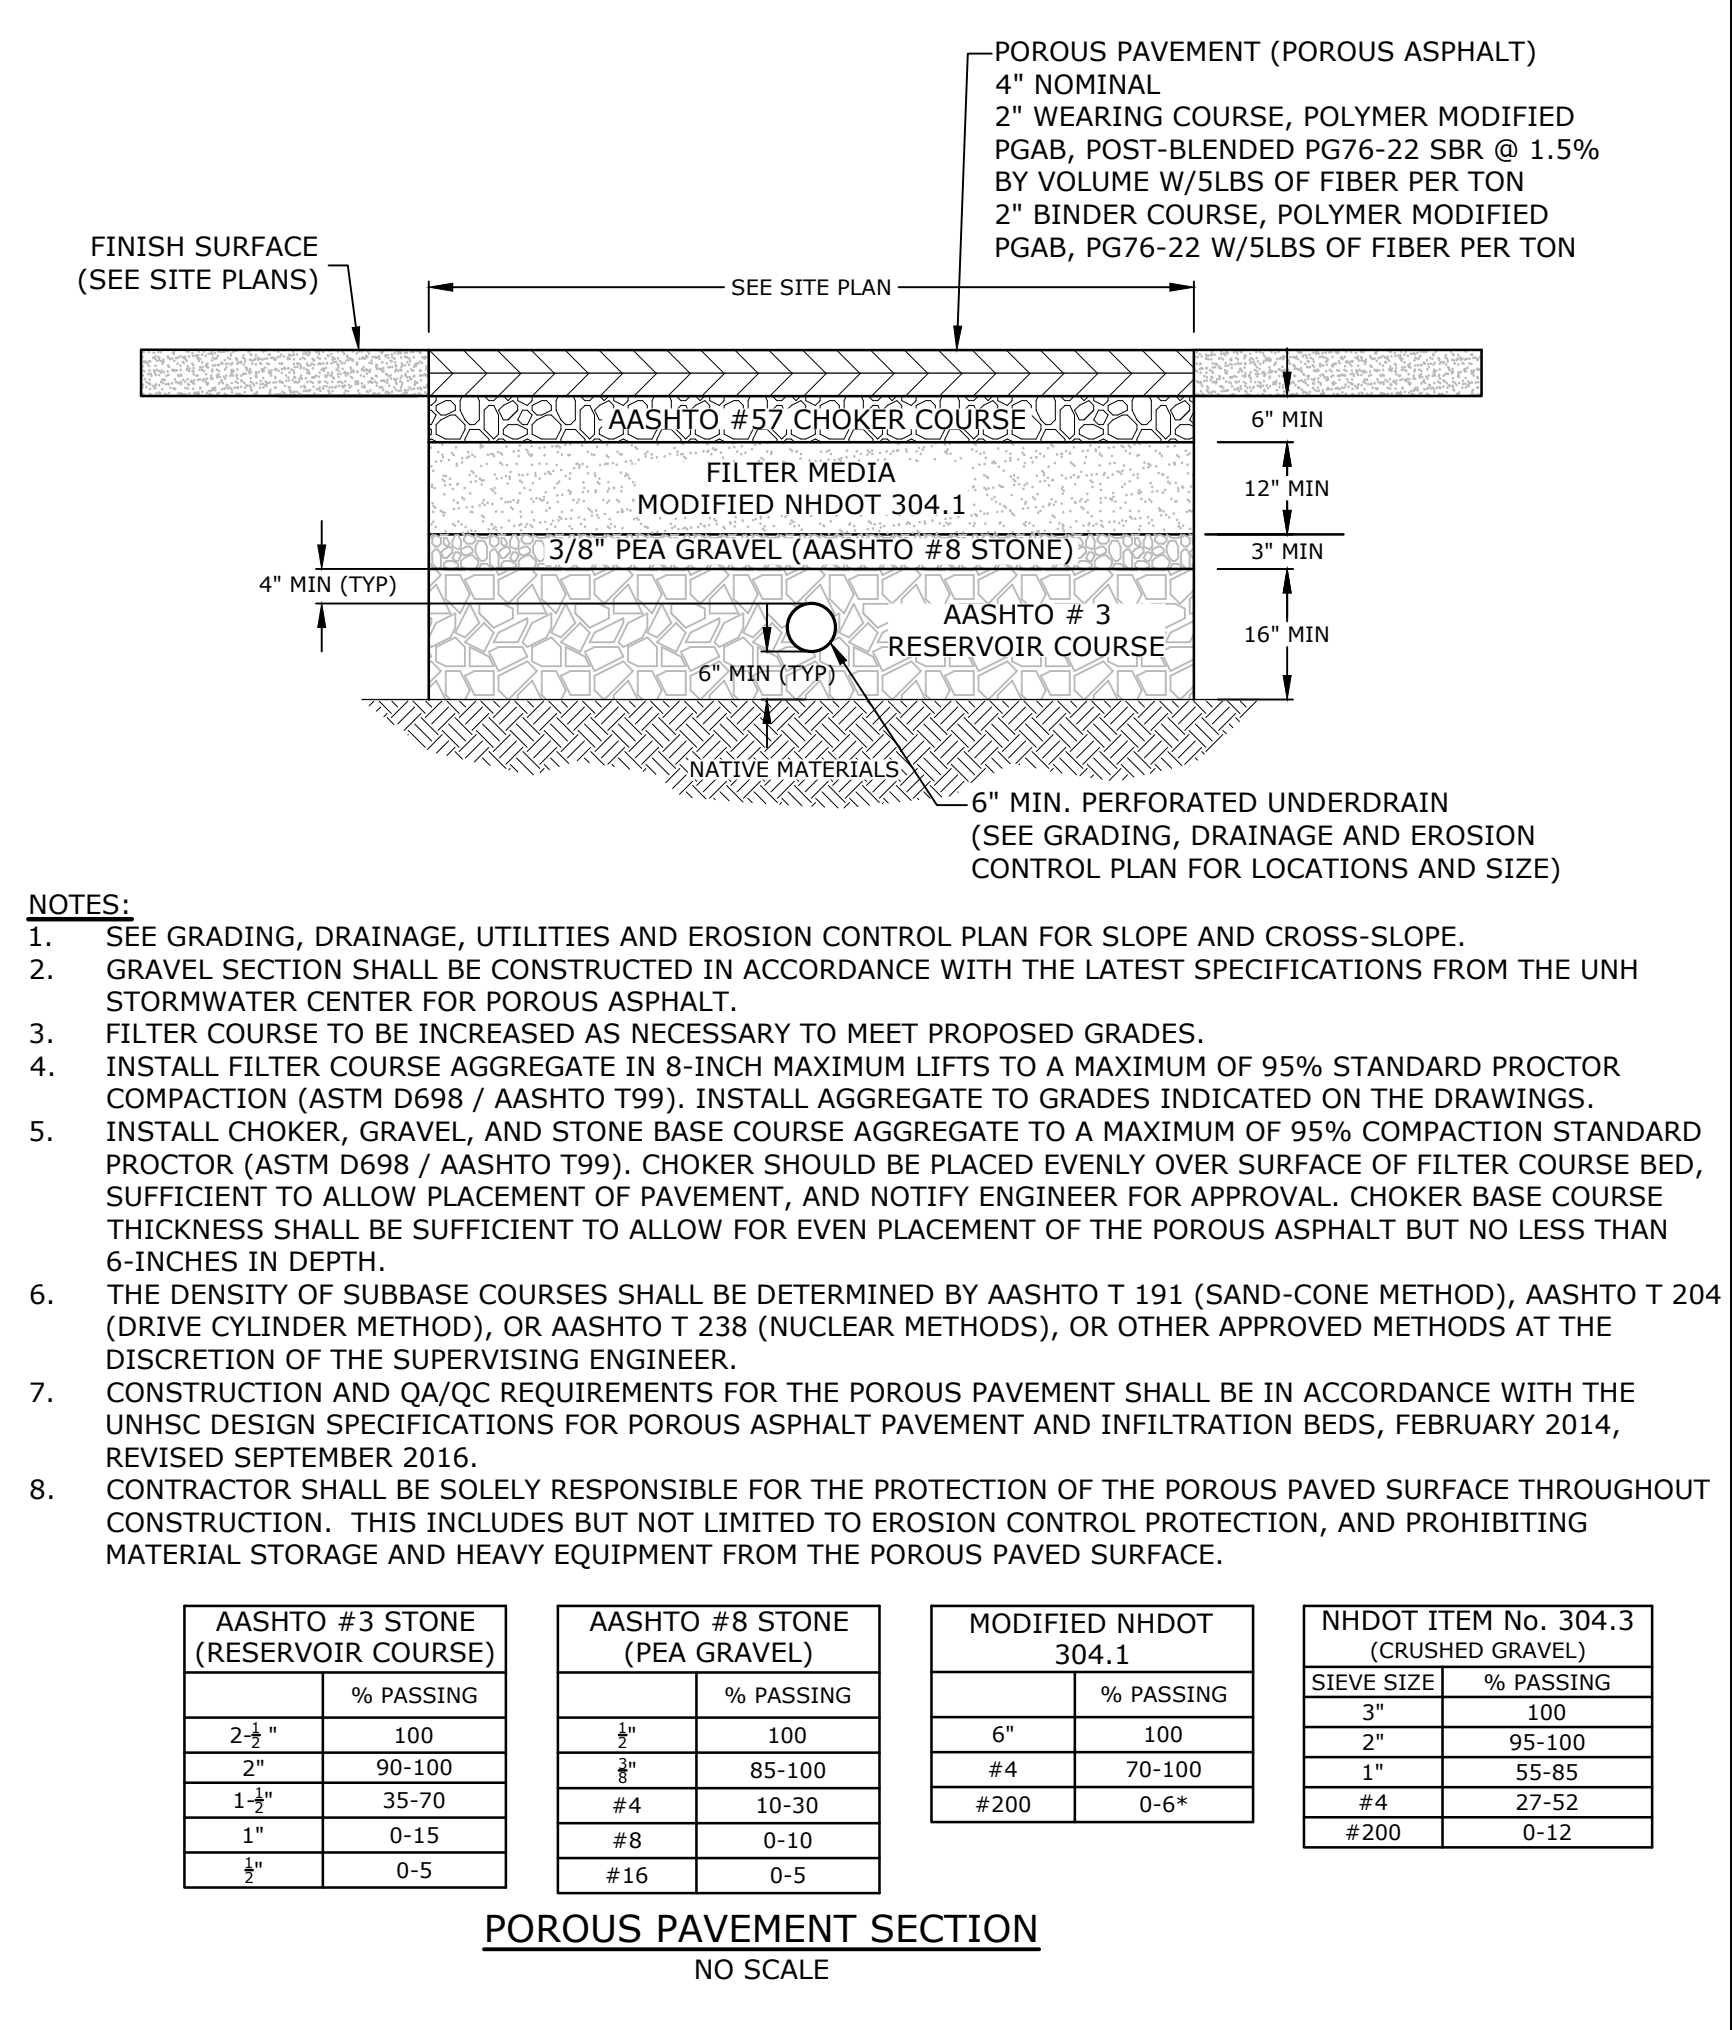 POROUS PAVEMENT (POROUS ASPHALT)
4" NOMINAL
2" WEARING COURSE, POLYMER MODIFIED
PGAB, POST-BLENDED PG76-22 SBR @ 1.5%
BY VOLUME W/5LBS OF FIBER PER TON
2" BINDER COURSE, POLYMER MODIFIED
PGAB, PG76-22 W/5LBS OF FIBER PER TON
FINISH SURFACE
(SEE SITE PLANS)
SEE SITE PLAN
AASHTO #57 CHOKER COURSE
6" MIN
FILTER MEDIA
MODIFIED NHDOT 304.1
12" MIN
3/8" PEA GRAVEL (AASHTO #8 STONE)
3" MIN
4" MIN (TYP)
AASHTO # 3
RESERVOIR COURSE
16" MIN
6" MIN (TYP)
NATIVE MATERIALS
6" MIN. PERFORATED UNDERDRAIN
(SEE GRADING, DRAINAGE AND EROSION
CONTROL PLAN FOR LOCATIONS AND SIZE)
NOTES:
1. SEE GRADING, DRAINAGE, UTILITIES AND EROSION CONTROL PLAN FOR SLOPE AND CROSS-SLOPE.
2. GRAVEL SECTION SHALL BE CONSTRUCTED IN ACCORDANCE WITH THE LATEST SPECIFICATIONS FROM THE UNH
STORMWATER CENTER FOR POROUS ASPHALT.
3. FILTER COURSE TO BE INCREASED AS NECESSARY TO MEET PROPOSED GRADES.
4. INSTALL FILTER COURSE AGGREGATE IN 8-INCH MAXIMUM LIFTS TO A MAXIMUM OF 95% STANDARD PROCTOR
COMPACTION (ASTM D698 / AASHTO T99). INSTALL AGGREGATE TO GRADES INDICATED ON THE DRAWINGS.
5. INSTALL CHOKER, GRAVEL, AND STONE BASE COURSE AGGREGATE TO A MAXIMUM OF 95% COMPACTION STANDARD
PROCTOR (ASTM D698 / AASHTO T99). CHOKER SHOULD BE PLACED EVENLY OVER SURFACE OF FILTER COURSE BED,
SUFFICIENT TO ALLOW PLACEMENT OF PAVEMENT, AND NOTIFY ENGINEER FOR APPROVAL. CHOKER BASE COURSE
THICKNESS SHALL BE SUFFICIENT TO ALLOW FOR EVEN PLACEMENT OF THE POROUS ASPHALT BUT NO LESS THAN
6-INCHES IN DEPTH.
6. THE DENSITY OF SUBBASE COURSES SHALL BE DETERMINED BY AASHTO T 191 (SAND-CONE METHOD), AASHTO T 204
(DRIVE CYLINDER METHOD), OR AASHTO T 238 (NUCLEAR METHODS), OR OTHER APPROVED METHODS AT THE
DISCRETION OF THE SUPERVISING ENGINEER.
7. CONSTRUCTION AND QA/QC REQUIREMENTS FOR THE POROUS PAVEMENT SHALL BE IN ACCORDANCE WITH THE
UNHSC DESIGN SPECIFICATIONS FOR POROUS ASPHALT PAVEMENT AND INFILTRATION BEDS, FEBRUARY 2014,
REVISED SEPTEMBER 2016.
8. CONTRACTOR SHALL BE SOLELY RESPONSIBLE FOR THE PROTECTION OF THE POROUS PAVED SURFACE THROUGHOUT
CONSTRUCTION. THIS INCLUDES BUT NOT LIMITED TO EROSION CONTROL PROTECTION, AND PROHIBITING
MATERIAL STORAGE AND HEAVY EQUIPMENT FROM THE POROUS PAVED SURFACE.
AASHTO #3 STONE
(RESERVOIR COURSE)
% PASSING
2-1/2" 100
2" 90-100
1-1/2" 35-70
1" 0-15
1/2" 0-5
AASHTO #8 STONE
(PEA GRAVEL)
% PASSING
1/2" 100
3/8" 85-100
#4 10-30
#8 0-10
#16 0-5
MODIFIED NHDOT
304.1
% PASSING
6" 100
#4 70-100
#200 0-6*
NHDOT ITEM No. 304.3
(CRUSHED GRAVEL)
SIEVE SIZE % PASSING
3" 100
2" 95-100
1" 55-85
#4 27-52
#200 0-12
POROUS PAVEMENT SECTION
NO SCALE